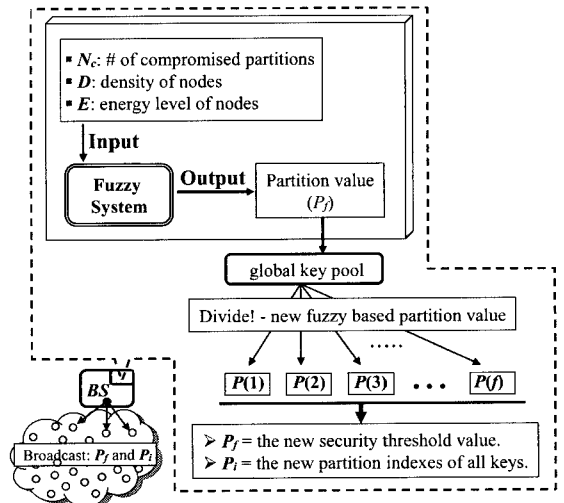 ▪ Nc: # of compromised partitions
▪ D: density of nodes
▪ E: energy level of nodes
Input
Fuzzy
System
Output
Partition value
(Pf)
global key pool
Divide! - new fuzzy based partition value
.....
P(1) P(2) P(3) • • • P(f)
➢ Pf = the new security threshold value.
➢ Pi = the new partition indexes of all keys.
BS
Broadcast: Pf and Pi